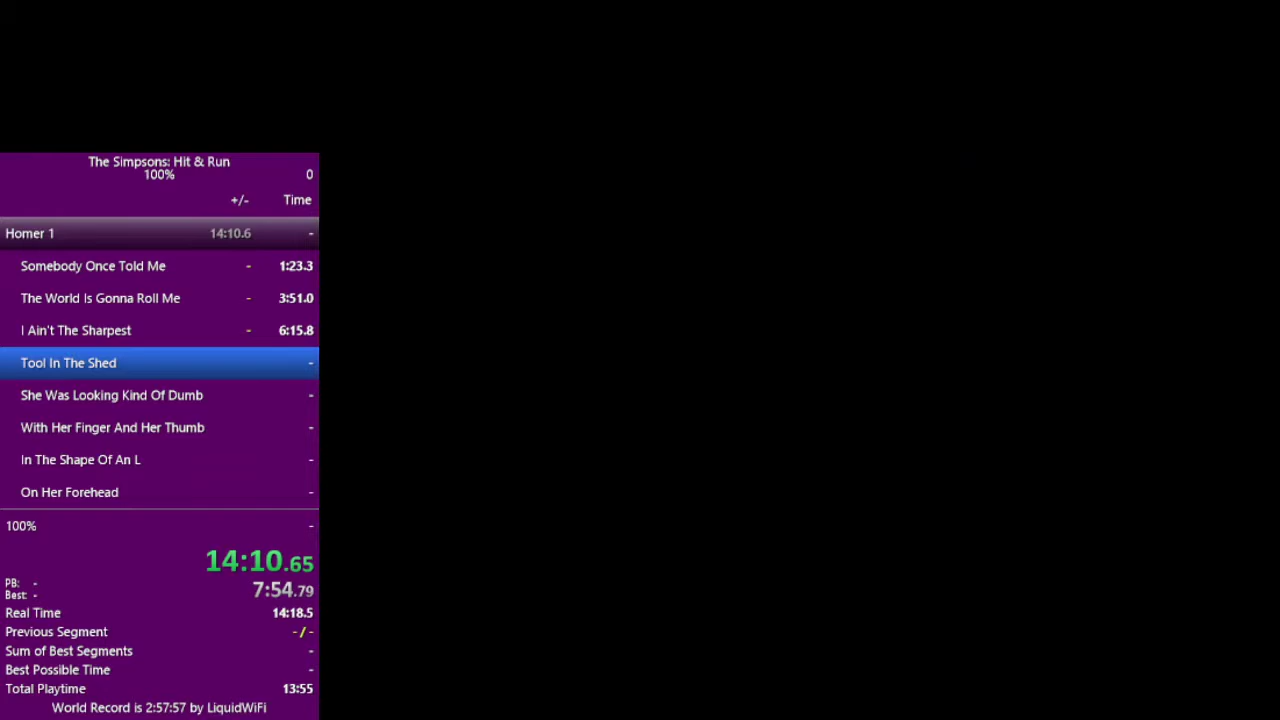 The Simpsons: Hit & Run
100% 0
+/- Time
Homer 1 14:10.6 -
Somebody Once Told Me - 1:23.3
The World Is Gonna Roll Me - 3:51.0
I Ain't The Sharpest - 6:15.8
Tool In The Shed -
She Was Looking Kind Of Dumb -
With Her Finger And Her Thumb -
In The Shape Of An L -
On Her Forehead -
100% -
14:10.65
PB: - 7:54.79
Best: -
Real Time 14:18.5
Previous Segment - / -
Sum of Best Segments -
Best Possible Time -
Total Playtime 13:55
World Record is 2:57:57 by LiquidWiFi